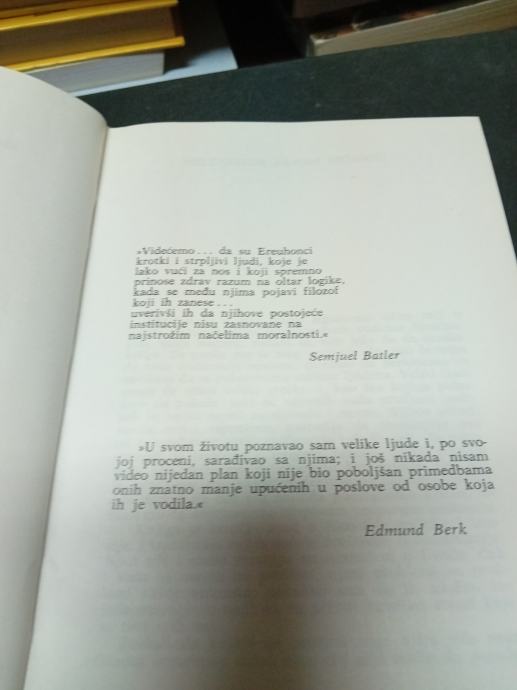 »Videćemo... da su Ereuhonci
krotki i strpljivi ljudi, koje je
lako vući za nos i koji spremno
prinose zdrav razum na oltar logike,
kada se među njima pojavi filozof
koji ih zanese...
uverivši ih da njihove postojeće
institucije nisu zasnovane na
najstrožim načelima moralnosti.«
Semjuel Batler
»U svom životu poznavao sam velike ljude i, po svo-
joj proceni, sarađivao sa njima; i još nikada nisam
video nijedan plan koji nije bio poboljšan primedbama
onih znatno manje upućenih u poslove od osobe koja
ih je vodila.«
Edmund Berk